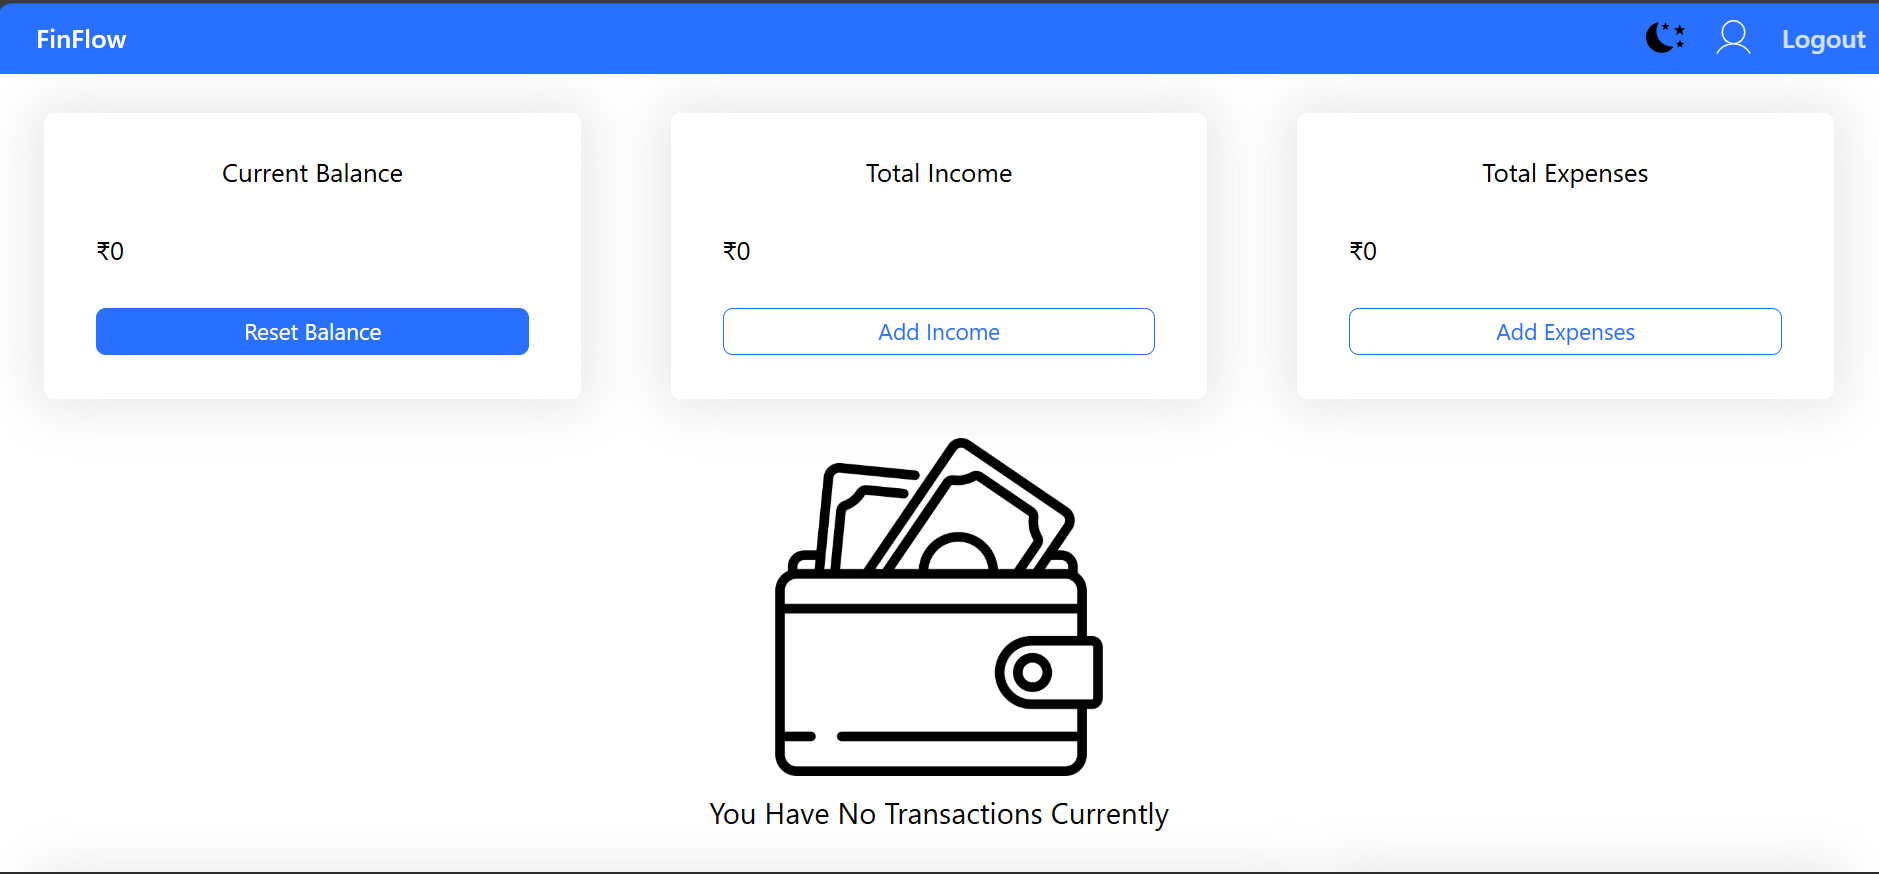 FinFlow
Logout
Current Balance
₹0
Reset Balance
Total Income
₹0
Add Income
Total Expenses
₹0
Add Expenses
You Have No Transactions Currently